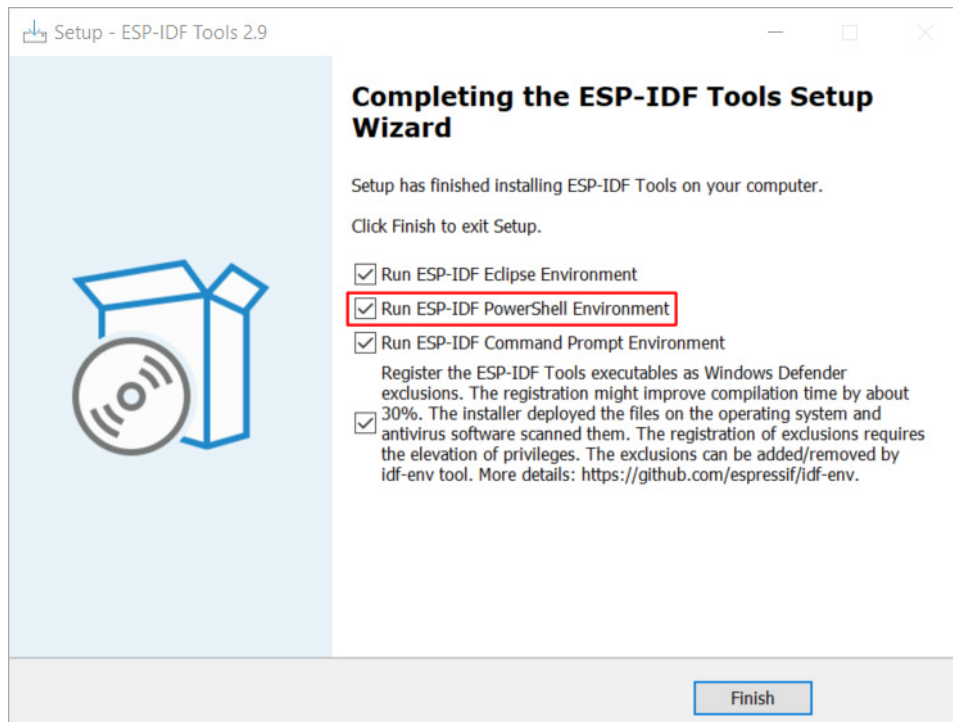 Setup - ESP-IDF Tools 2.9
Completing the ESP-IDF Tools Setup
Wizard
Setup has finished installing ESP-IDF Tools on your computer.
Click Finish to exit Setup.
Run ESP-IDF Eclipse Environment
Run ESP-IDF PowerShell Environment
Run ESP-IDF Command Prompt Environment
Register the ESP-IDF Tools executables as Windows Defender
exclusions. The registration might improve compilation time by about
30%. The installer deployed the files on the operating system and
antivirus software scanned them. The registration of exclusions requires
the elevation of privileges. The exclusions can be added/removed by
idf-env tool. More details: https://github.com/espressif/idf-env.
Finish